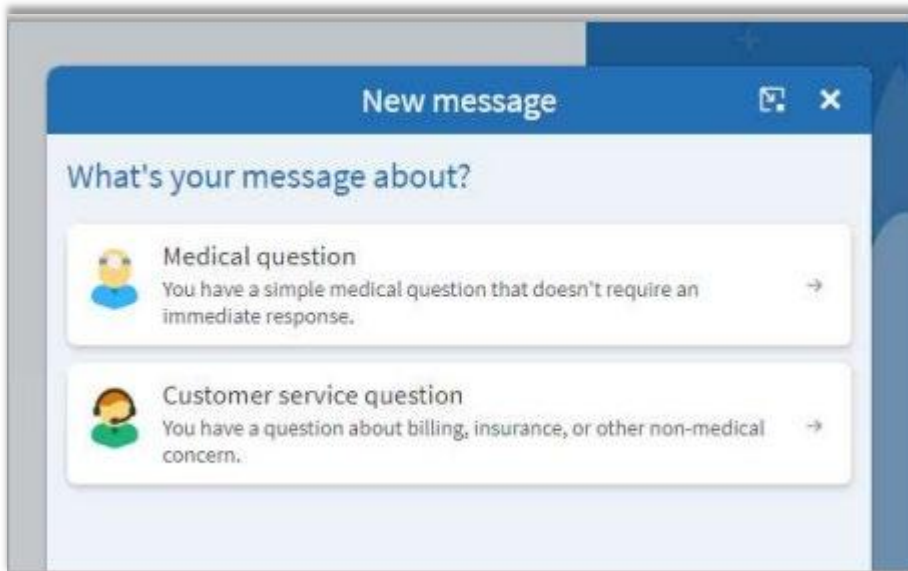 New message
What's your message about?
Medical question
You have a simple medical question that doesn't require an
immediate response.
Customer service question
You have a question about billing, insurance, or other non-medical
concern.